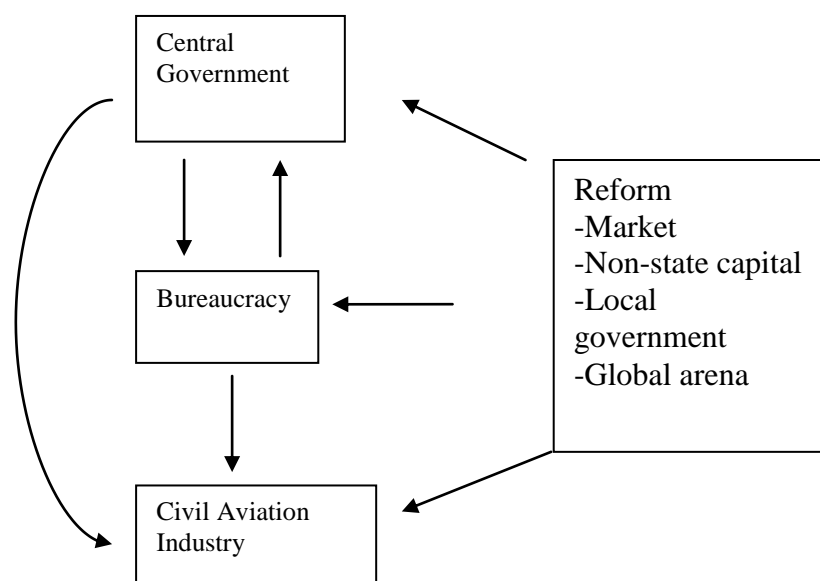 Central
Government
Reform
-Market
-Non-state capital
-Local
government
-Global arena
Bureaucracy
Civil Aviation
Industry